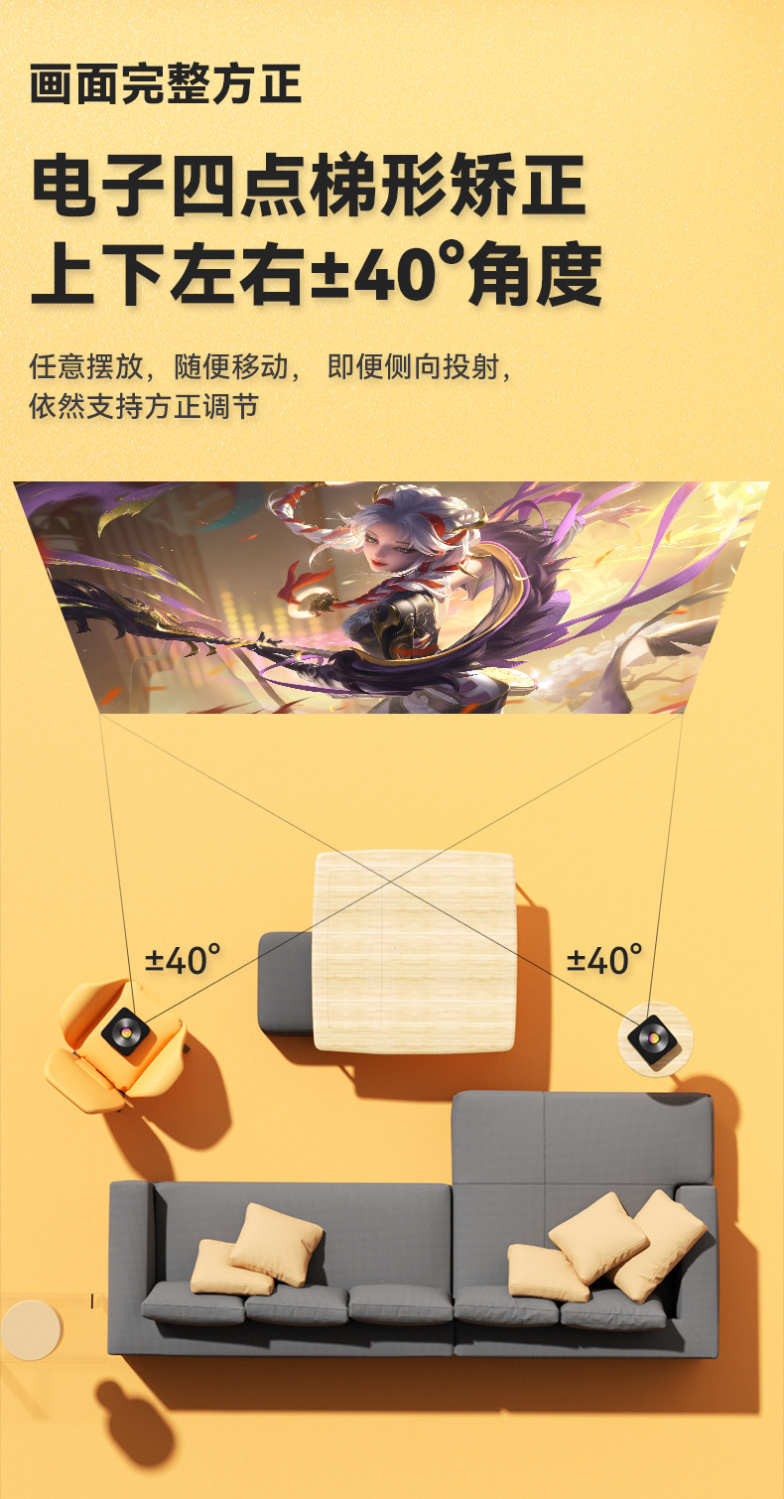 画面完整方正
电子四点梯形矫正
上下左右±40°角度
任意摆放，随便移动， 即便侧向投射，
依然支持方正调节
±40°
±40°